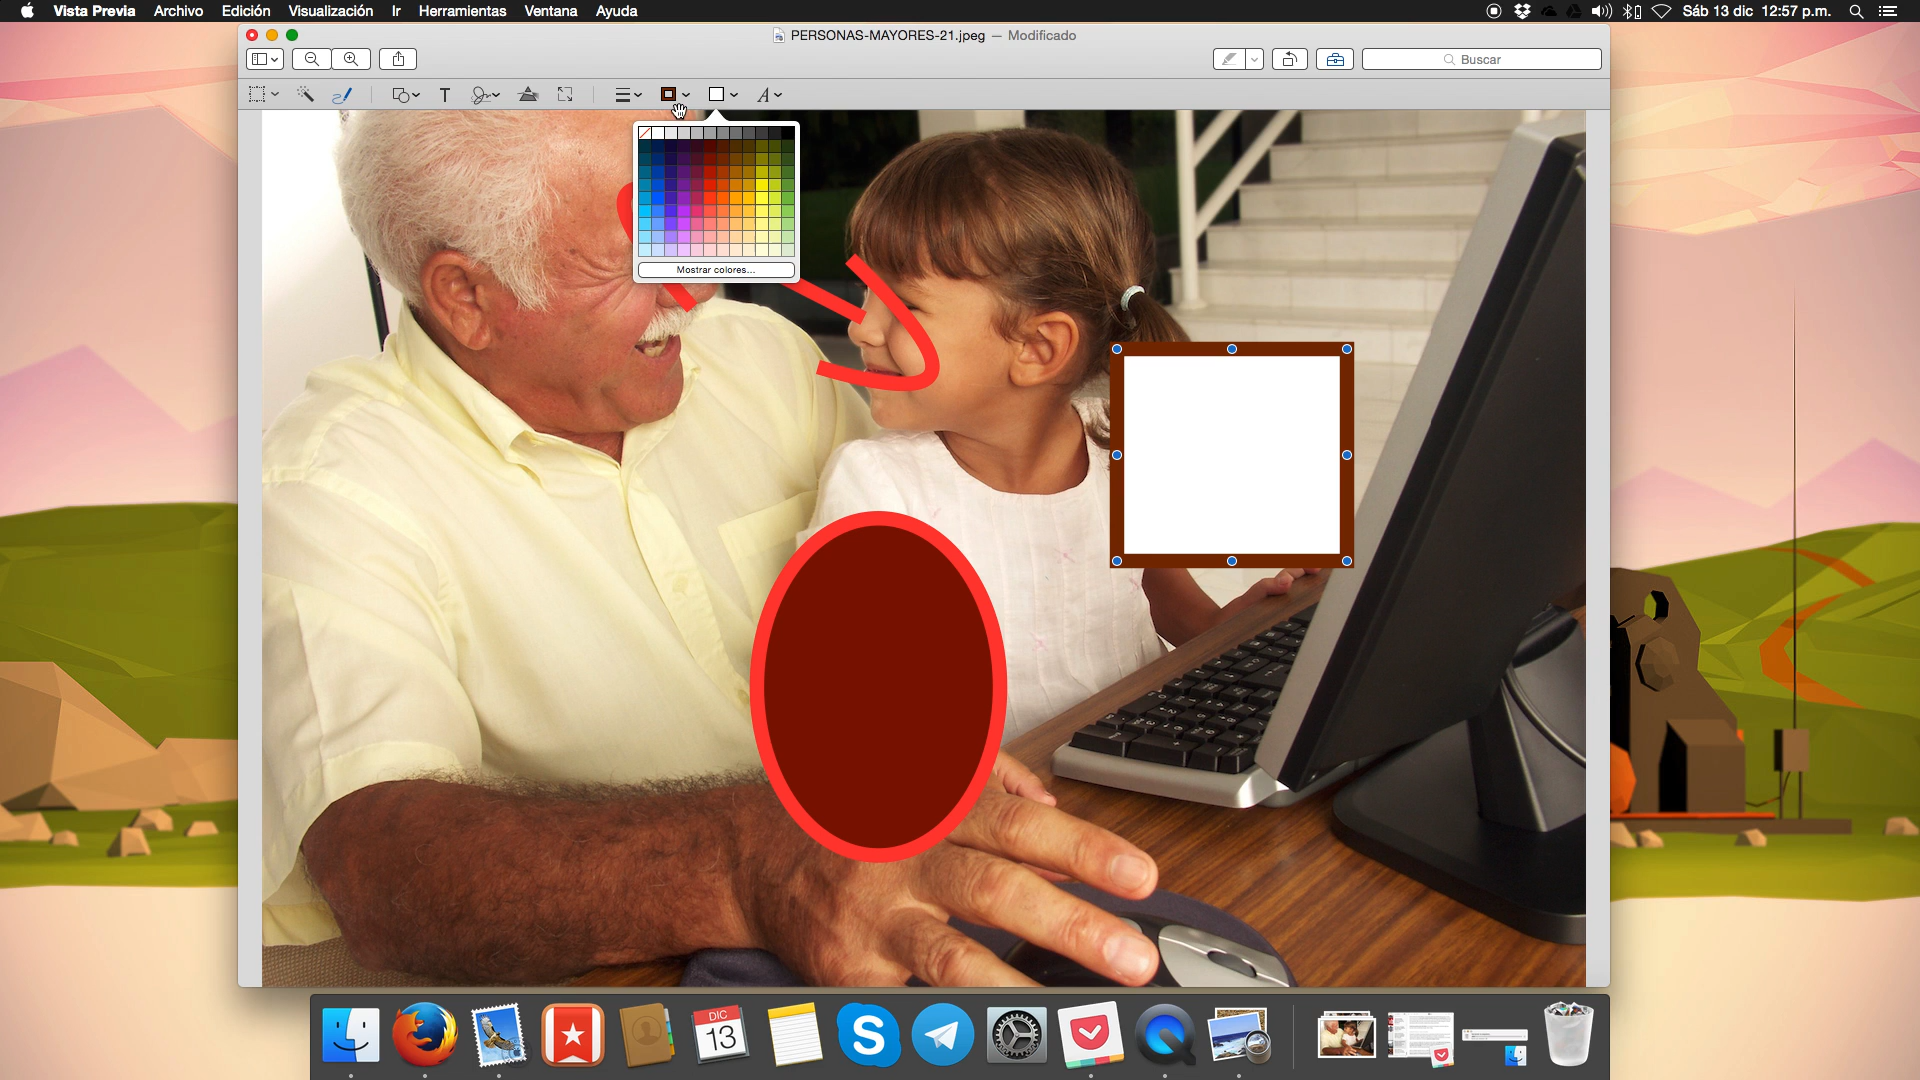 Vista Previa Archivo Edición Visualización Ir Herramientas Ventana Ayuda Sáb 13 dic 12:57 p.m.
PERSONAS-MAYORES-21.jpeg — Modificado
Buscar
T A
Mostrar colores...
DIC
13
S